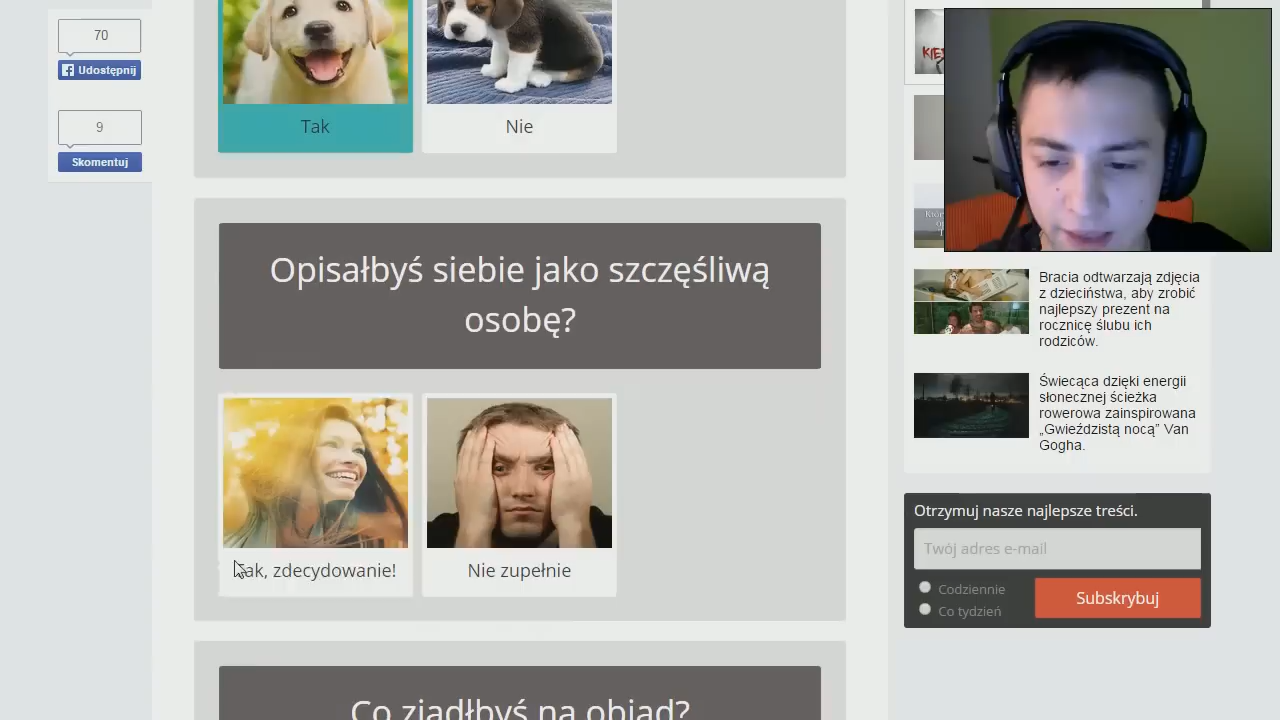 70
Udostępnij
9
Skomentuj
Tak
Nie
Opisałbyś siebie jako szczęśliwą
osobę?
Tak, zdecydowanie!
Nie zupełnie
Co zjadłbyś na obiad?
Bracia odtwarzają zdjęcia
z dzieciństwa, aby zrobić
najlepszy prezent na
rocznicę ślubu ich
rodziców.
Świecąca dzięki energii
słonecznej ścieżka
rowerowa zainspirowana
„Gwieździstą nocą” Van
Gogha.
Otrzymuj nasze najlepsze treści.
Twój adres e-mail
Codziennie
Co tydzień
Subskrybuj